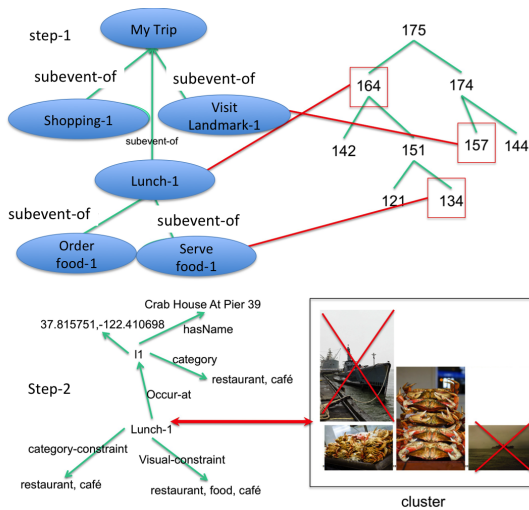 step-1
My Trip
175
subevent-of
subevent-of
164
174
Shopping-1
Visit
Landmark-1
subevent-of
142
151
157
144
Lunch-1
121
134
subevent-of
subevent-of
Order
food-1
Serve
food-1
Crab House At Pier 39
37.815751,-122.410698
hasName
I1
category
Step-2
restaurant, café
Occur-at
Lunch-1
category-constraint
Visual-constraint
restaurant, café
restaurant, food, café
cluster